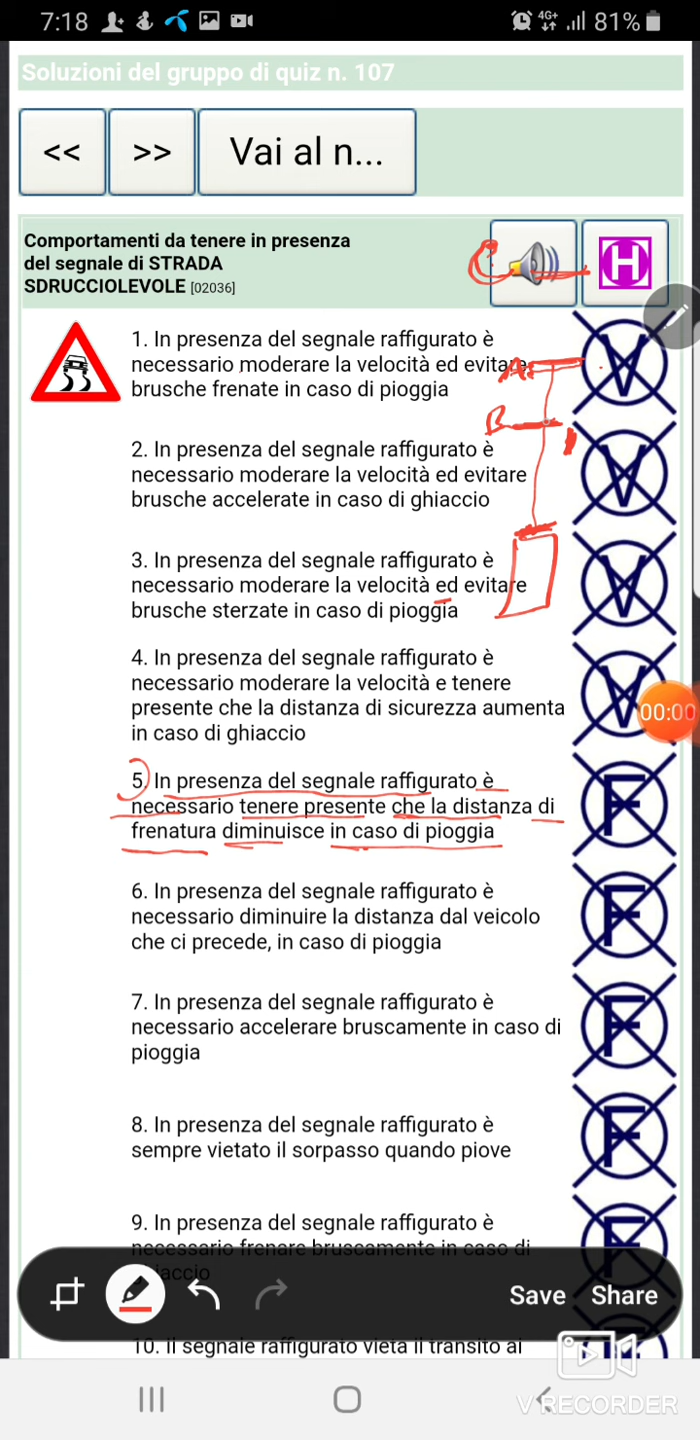 7:18
4G+
81%
Soluzioni del gruppo di quiz n. 107
<<
>>
Vai al n...
Comportamenti da tenere in presenza
del segnale di STRADA
SDRUCCIOLEVOLE [02036]
C
H
1. In presenza del segnale raffigurato è
necessario moderare la velocità ed evitare
brusche frenate in caso di pioggia
V
A
B
2. In presenza del segnale raffigurato è
necessario moderare la velocità ed evitare
brusche accelerate in caso di ghiaccio
V
3. In presenza del segnale raffigurato è
necessario moderare la velocità ed evitare
brusche sterzate in caso di pioggia
V
4. In presenza del segnale raffigurato è
necessario moderare la velocità e tenere
presente che la distanza di sicurezza aumenta
in caso di ghiaccio
V
00:00
5. In presenza del segnale raffigurato è
necessario tenere presente che la distanza di
frenatura diminuisce in caso di pioggia
F
6. In presenza del segnale raffigurato è
necessario diminuire la distanza dal veicolo
che ci precede, in caso di pioggia
F
7. In presenza del segnale raffigurato è
necessario accelerare bruscamente in caso di
pioggia
F
8. In presenza del segnale raffigurato è
sempre vietato il sorpasso quando piove
F
9. In presenza del segnale raffigurato è
necessario frenare bruscamente in caso di
F
Save
Share
10. Il segnale raffigurato vieta il transito ai
V RECORDER